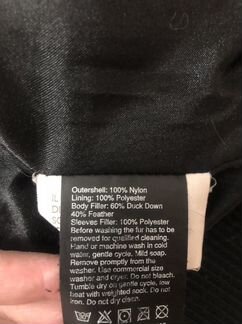 Outershell: 100% Nylon
Lining: 100% Polyester
Body Filler: 60% Duck Down
40% Feather
Sleeves Filler: 100% Polyester
Before washing the fur has to be
removed for qualified cleaning.
Hand or machine wash in cold
water, gentle cycle. Mild soap.
Remove promptly from the
washer. Use commercial size
washer and dryer. Do not bleach.
Tumble dry on gentle cycle, low
heat with weighted sock. Do not
iron. Do not dry clean.